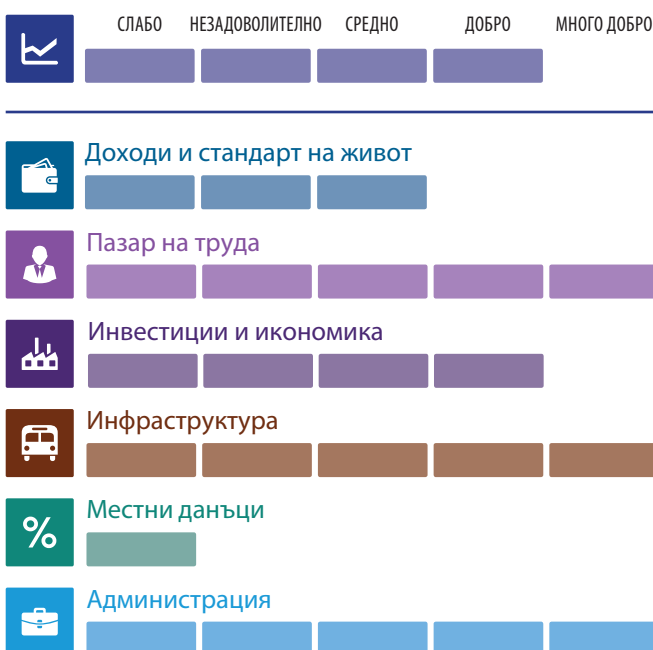 СЛАБО НЕЗАДОВОЛИТЕЛНО СРЕДНО ДОБРО МНОГО ДОБРО
Доходи и стандарт на живот
Пазар на труда
Инвестиции и икономика
Инфраструктура
Местни данъци
%
Администрация